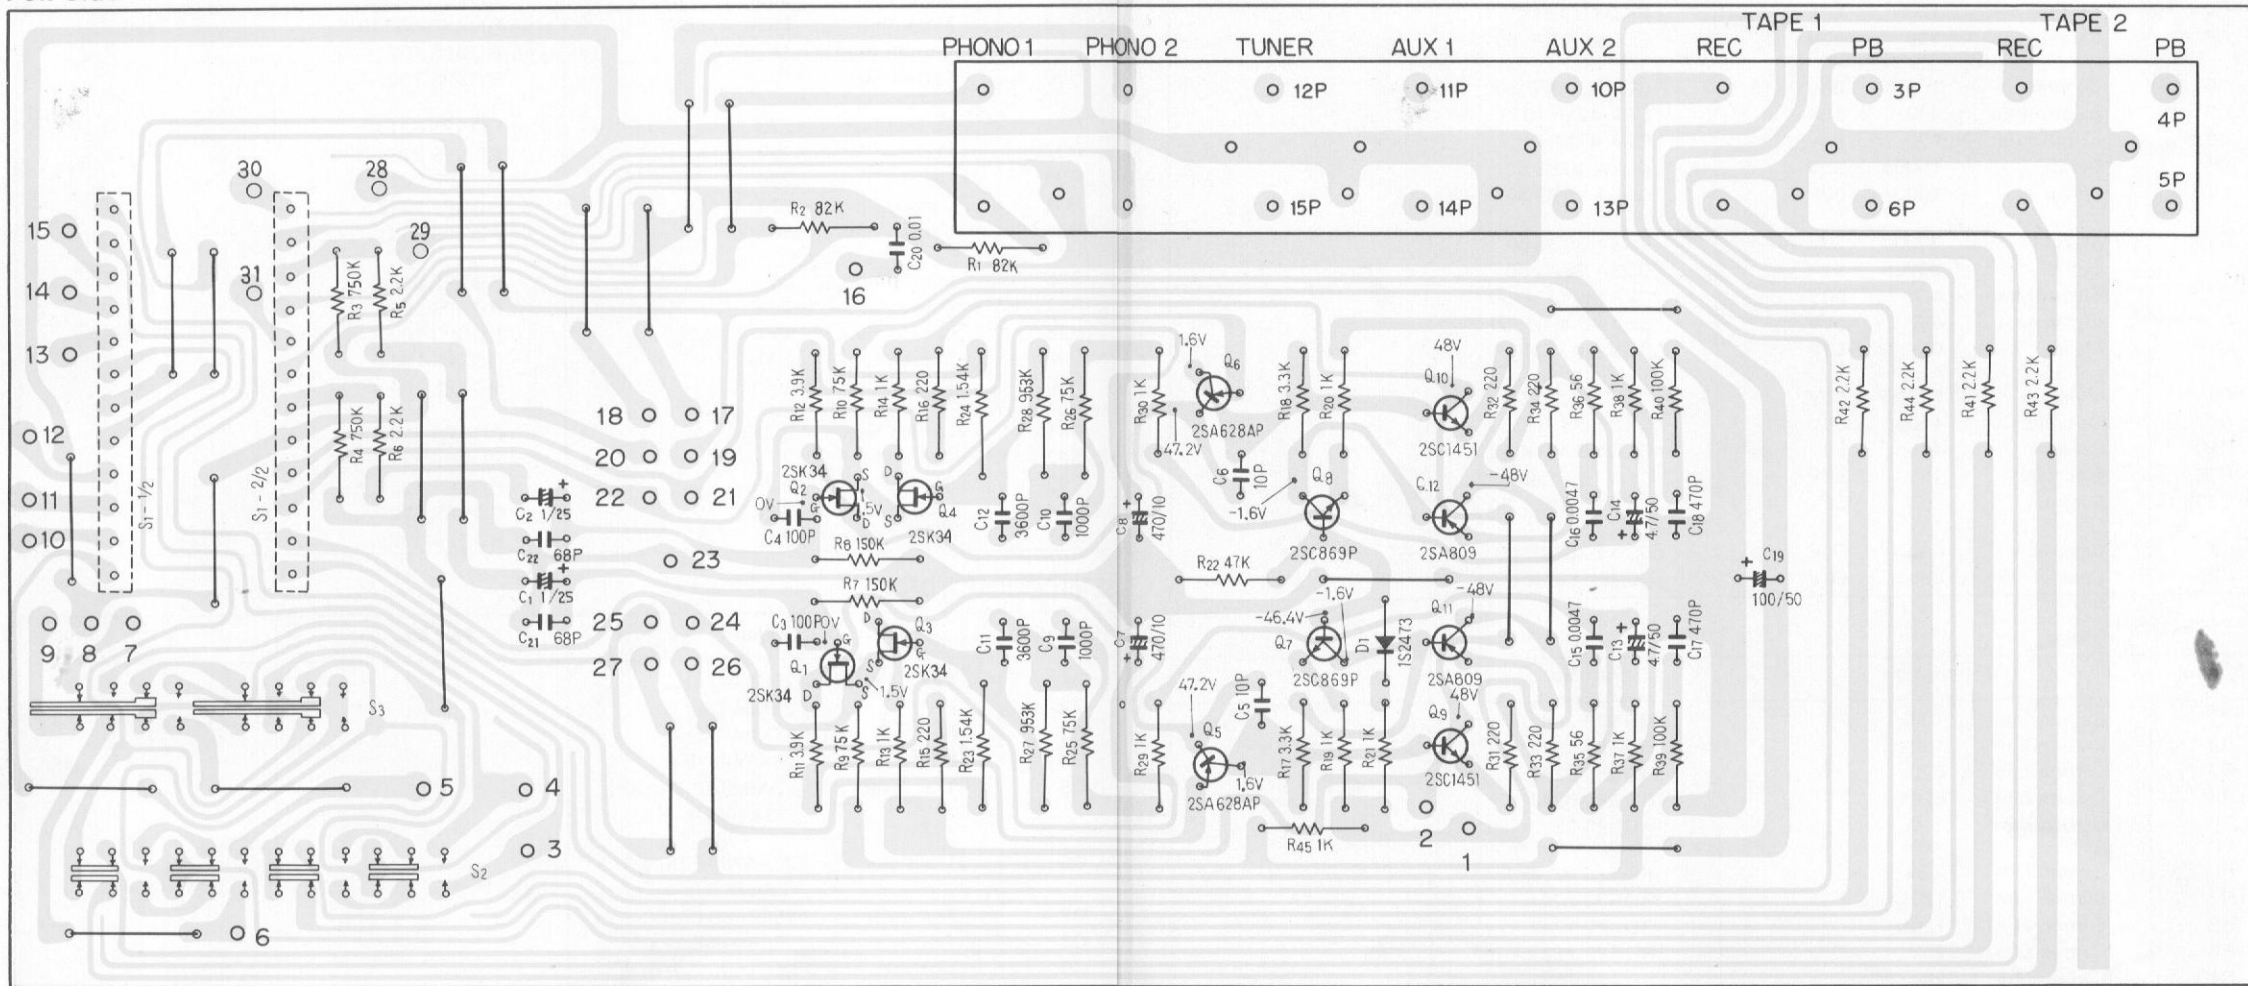 TAPE 1 TAPE 2
PHONO 1 PHONO 2 TUNER AUX 1 AUX 2 REC PB REC PB
12P 11P 10P 3P
4P
5P
15P 14P 13P 6P
30 28
15 29
R2 82K
C20 0.01
R1 82K
31
14
16
R3 750K
R5 2.2K
13
1.6V
Q6
48V
Q10
R12 3.9K
R10 75K
R14 1K
R16 220
R24 1.54K
R28 953K
R26 75K
R30 1K
R18 3.3K
R20 1K
R32 220
R34 220
R36 56
R38 1K
R40 100K
R42 2.2K
R44 2.2K
R41 2.2K
R43 2.2K
18 17
12
R4 750K
R6 2.2K
2SA628AP
47.2V
2SC1451
20 19
2SK34
D
S
C6 10P
Q8
-48V
C.12
11
S1-1/2
S1-2/2
22 21
Q2
0V
G
.5V
D
G
S
Q4
C2 1/25
C4 100P
2SK34
C12 3600P
C10 1000P
C8 470/10
-1.6V
C16 0.0047
C14 4.7/50
C18 470P
10
C22 68P
R8 150K
2SC869P
2SA809
23
R22 47K
C19
100/50
C1 1/25
R7 150K
-1.6V
-48V
C21 68P
25 24
C3 100P
0V
D
Q3
-46.4V
Q11
9 8 7
27 26
Q1
G
S
G
2SK34
C11 3600P
C9 1000P
C7 470/10
Q7
D1
1S2473
C15 0.0047
C13 4.7/50
C17 470P
2SK34 D
S
1.5V
2SC869P
2SA809
S3
47.2V
C5 10P
48V
Q5
Q9
R11 3.9K
R9 75K
R13 1K
R15 220
R23 1.54K
R27 953K
R25 75K
R29 1K
R17 3.3K
R19 1K
R21 1K
R31 220
R33 220
R35 56
R37 1K
R39 100K
5 4
1.6V
2SA628AP
2SC1451
3
R45 1K
2
1
S2
6